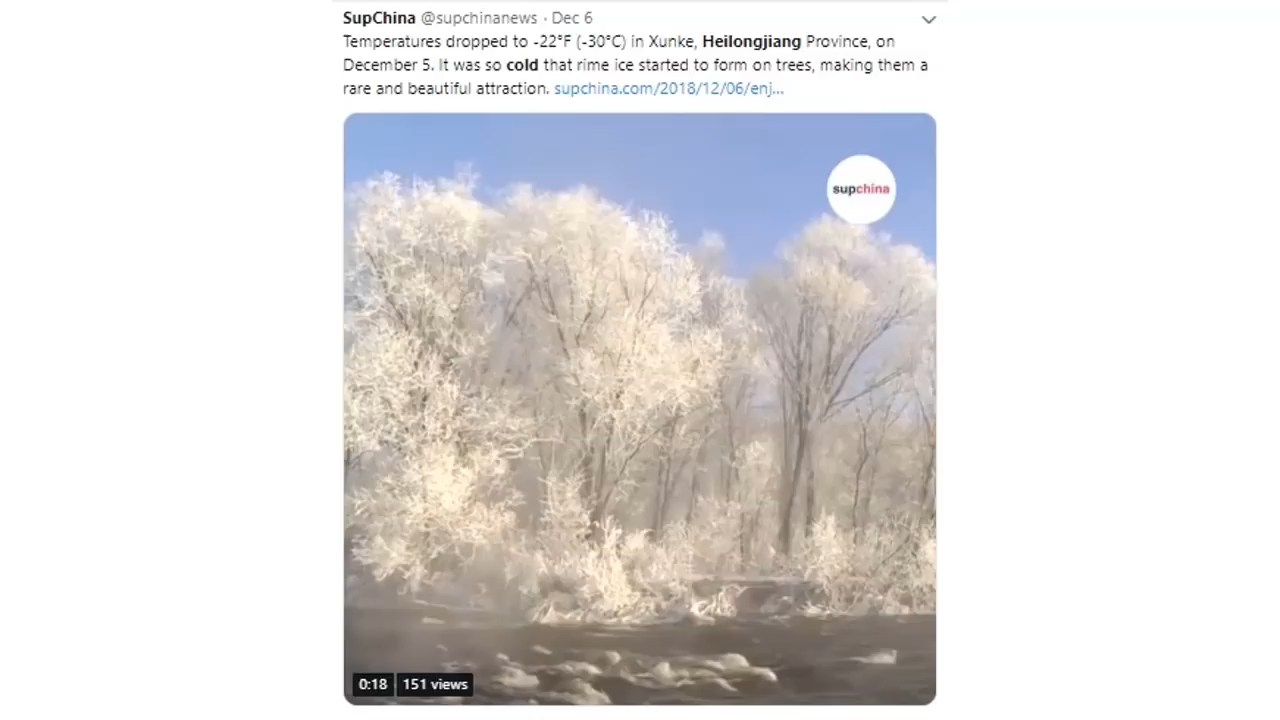 SupChina @supchinanews · Dec 6
Temperatures dropped to -22°F (-30°C) in Xunke, Heilongjiang Province, on
December 5. It was so cold that rime ice started to form on trees, making them a
rare and beautiful attraction. supchina.com/2018/12/06/enj...
supchina
0:18 151 views